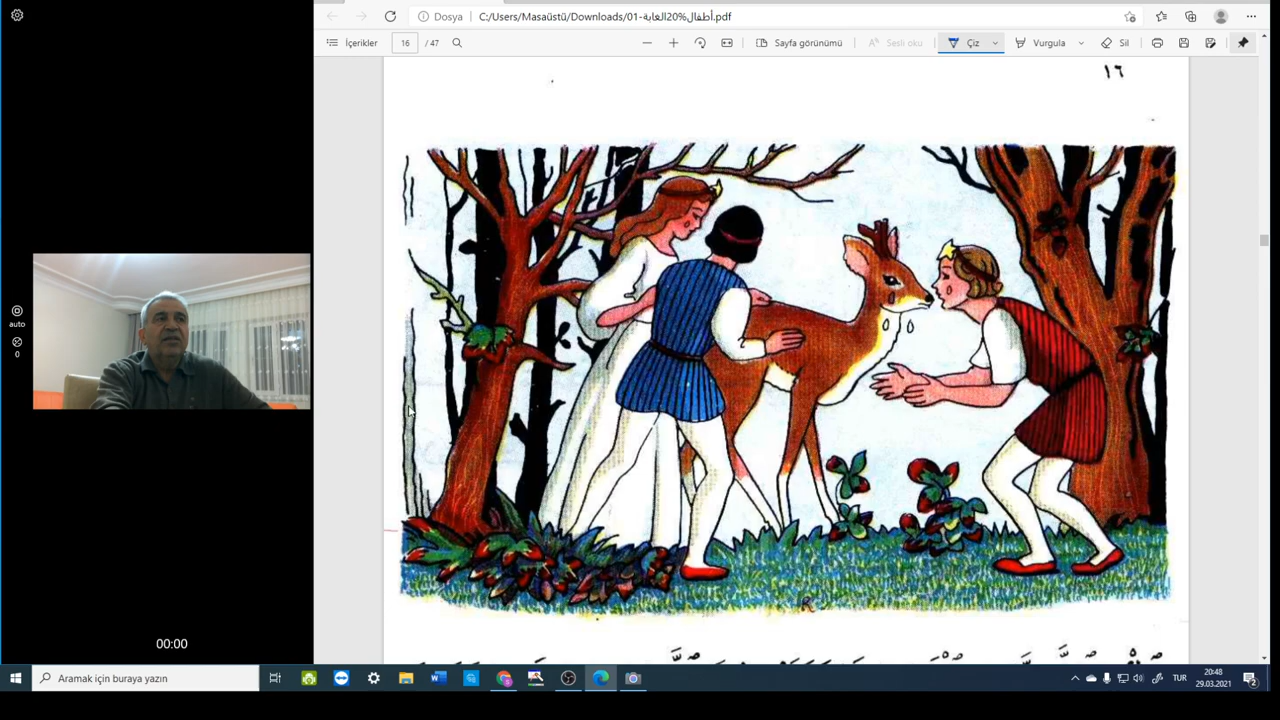 Dosya
C:/Users/Masaüstü/Downloads/01-أطفال%20الغابة.pdf
İçerikler
16
/ 47
Sayfa görünümü
Sesli oku
Çiz
Vurgula
Sil
١٦
auto
0
00:00
Aramak için buraya yazın
TUR
20:48
29.03.2021
2